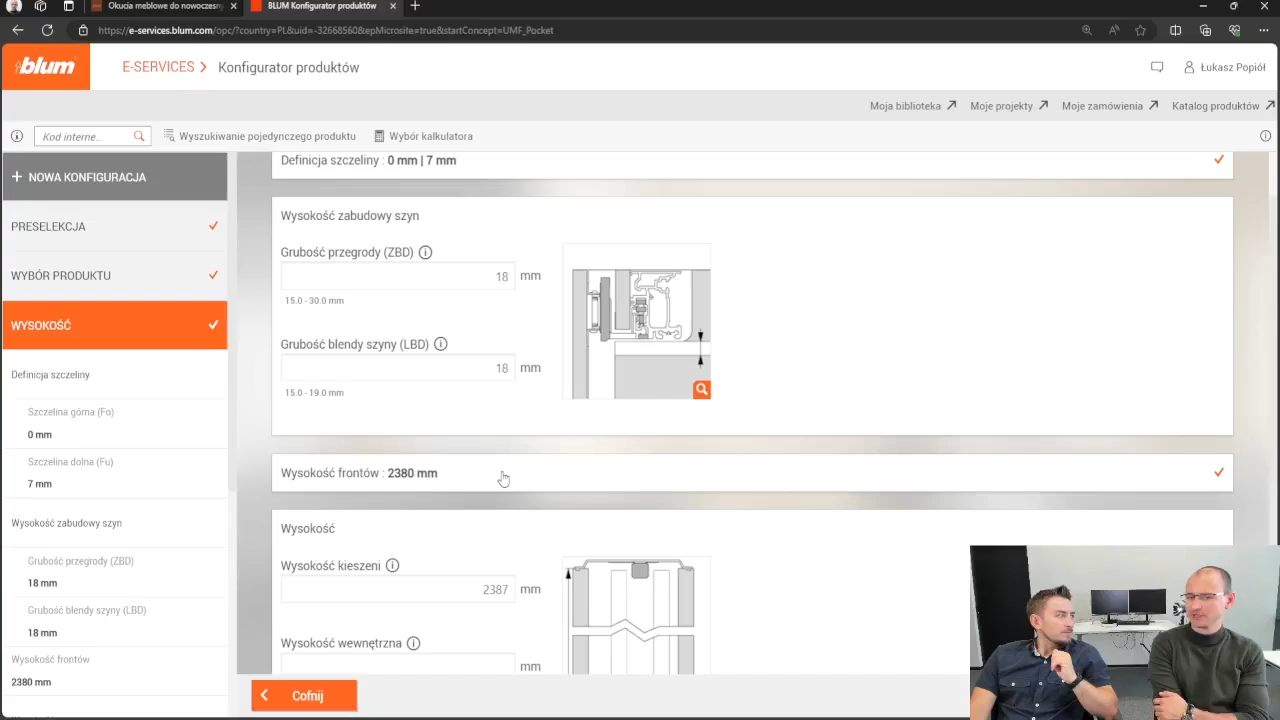 Okucia meblowe do nowoczesny
BLUM Konfigurator produktów
https://e-services.blum.com/opc/?country=PL&uid=-32668560&epMicrosite=true&startConcept=UMF_Pocket
blum
E-SERVICES
Konfigurator produktów
Łukasz Popiół
Moja biblioteka
Moje projekty
Moje zamówienia
Katalog produktów
Kod interne...
Wyszukiwanie pojedynczego produktu
Wybór kalkulatora
+ NOWA KONFIGURACJA
PRESELEKCJA
WYBÓR PRODUKTU
WYSOKOŚĆ
Definicja szczeliny
Szczelina górna (Fo)
0 mm
Szczelina dolna (Fu)
7 mm
Wysokość zabudowy szyn
Grubość przegrody (ZBD)
18 mm
Grubość blendy szyny (LBD)
18 mm
Wysokość frontów
2380 mm
Definicja szczeliny : 0 mm | 7 mm
Wysokość zabudowy szyn
Grubość przegrody (ZBD)
18 mm
15.0 - 30.0 mm
Grubość blendy szyny (LBD)
18 mm
15.0 - 19.0 mm
Wysokość frontów : 2380 mm
Wysokość
Wysokość kieszeni
2387 mm
Wysokość wewnętrzna
mm
Cofnij